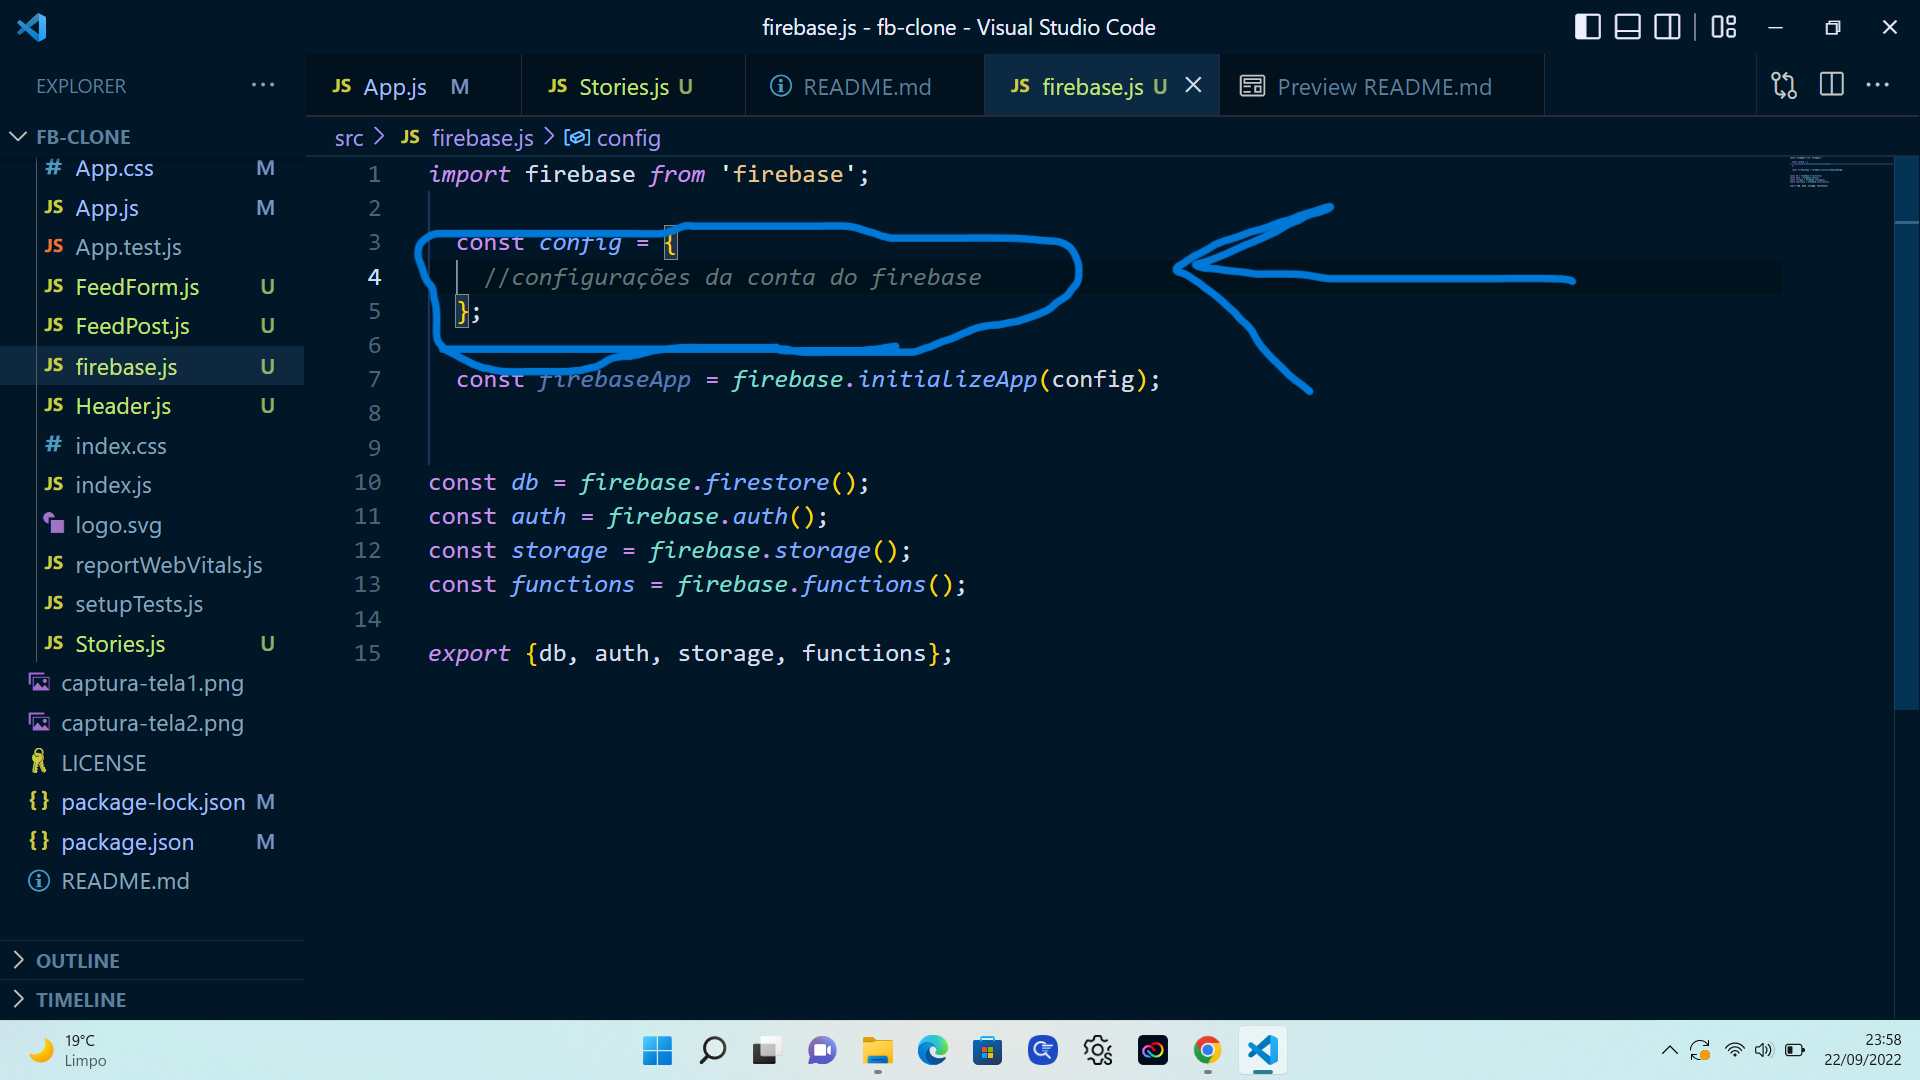 firebase.js - fb-clone - Visual Studio Code
EXPLORER
JS App.js M
JS Stories.js U
README.md
JS firebase.js U
Preview README.md
FB-CLONE
src > JS firebase.js > config
# App.css M
JS App.js M
JS App.test.js
JS FeedForm.js U
JS FeedPost.js U
JS firebase.js U
JS Header.js U
# index.css
JS index.js
logo.svg
JS reportWebVitals.js
JS setupTests.js
JS Stories.js U
captura-tela1.png
captura-tela2.png
LICENSE
{} package-lock.json M
{} package.json M
README.md
OUTLINE
TIMELINE
1 import firebase from 'firebase';
2
3 const config = {
4 //configurações da conta do firebase
5 };
6
7 const firebaseApp = firebase.initializeApp(config);
8
9
10 const db = firebase.firestore();
11 const auth = firebase.auth();
12 const storage = firebase.storage();
13 const functions = firebase.functions();
14
15 export {db, auth, storage, functions};
19°C
Limpo
23:58
22/09/2022